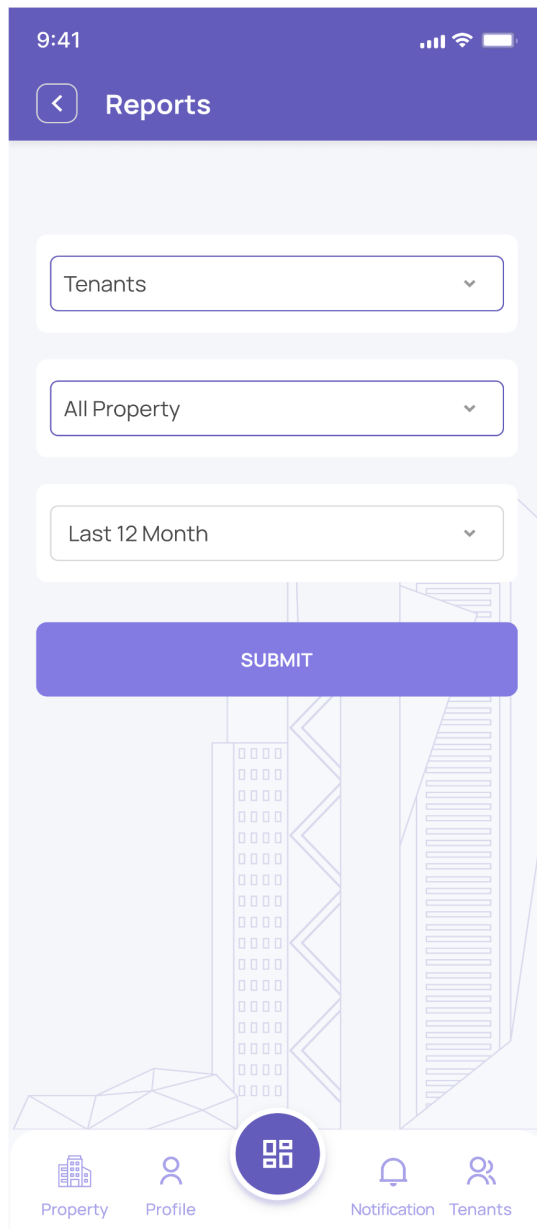 9:41
Reports
Tenants
All Property
Last 12 Month
SUBMIT
Property Profile Notification Tenants